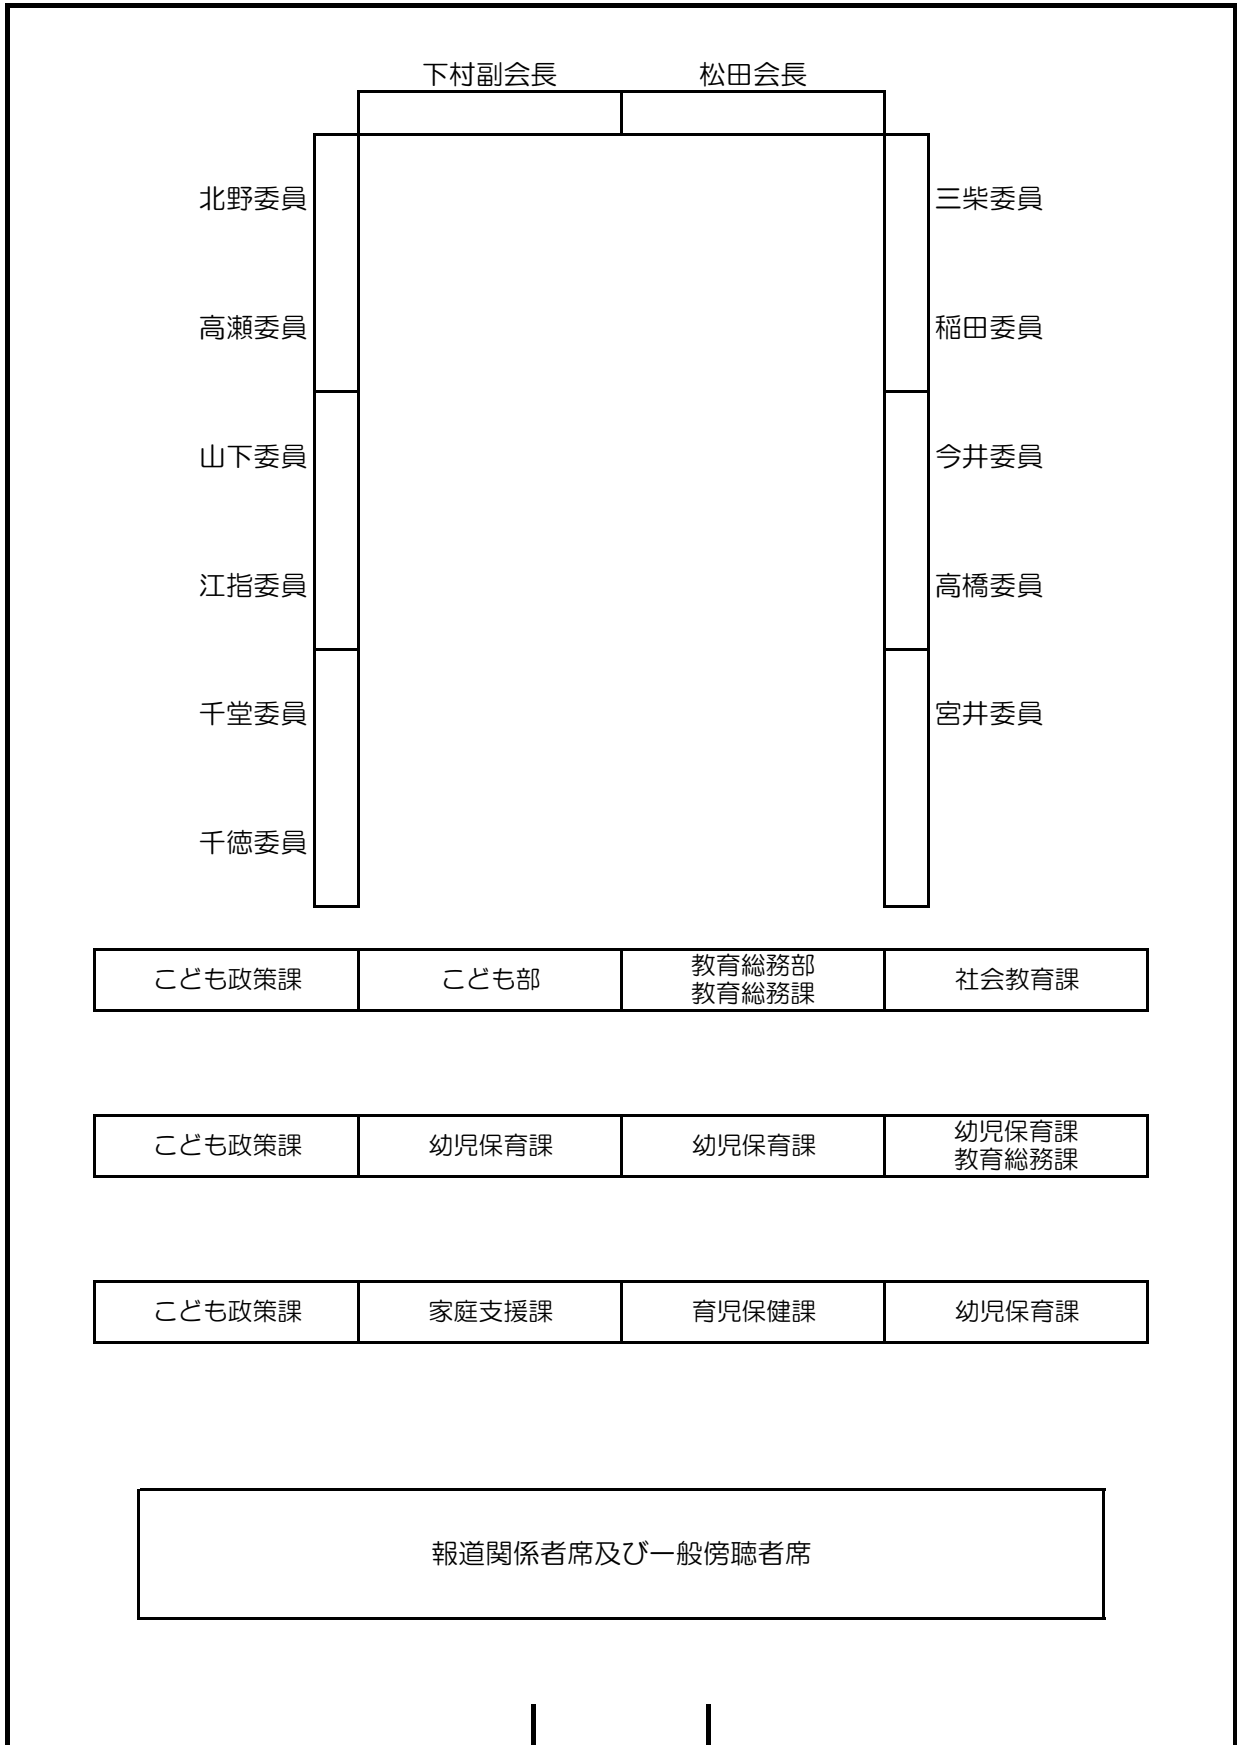 下村副会長
松田会長
北野委員
三柴委員
高瀬委員
稲田委員
山下委員
今井委員
江指委員
高橋委員
千堂委員
宮井委員
千徳委員
こども政策課
こども部
教育総務部
教育総務課
社会教育課
こども政策課
幼児保育課
幼児保育課
幼児保育課
教育総務課
こども政策課
家庭支援課
育児保健課
幼児保育課
報道関係者席及び一般傍聴者席